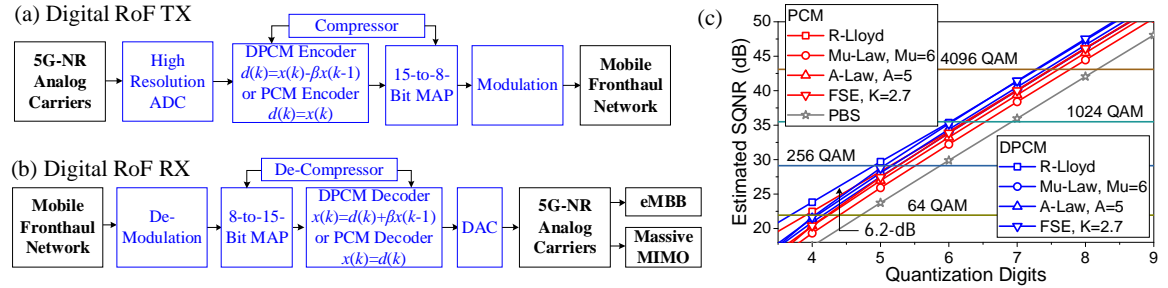 (a) Digital RoF TX
Compressor
5G-NR
Analog
Carriers
High
Resolution
ADC
DPCM Encoder
d(k)=x(k)-βx(k-1)
or PCM Encoder
d(k)=x(k)
15-to-8-
Bit MAP
Modulation
Mobile
Fronthaul
Network
(b) Digital RoF RX
De-Compressor
Mobile
Fronthaul
Network
De-
Modulation
8-to-15-
Bit MAP
DPCM Decoder
x(k)=d(k)+βx(k-1)
or PCM Decoder
x(k)=d(k)
DAC
5G-NR
Analog
Carriers
eMBB
Massive
MIMO
(c)
Estimated SQNR (dB)
50
45
40
35
30
25
20
PCM
R-Lloyd
Mu-Law, Mu=6
A-Law, A=5
FSE, K=2.7
PBS
4096 QAM
1024 QAM
256 QAM
64 QAM
6.2-dB
DPCM
R-Lloyd
Mu-Law, Mu=6
A-Law, A=5
FSE, K=2.7
4 5 6 7 8 9
Quantization Digits